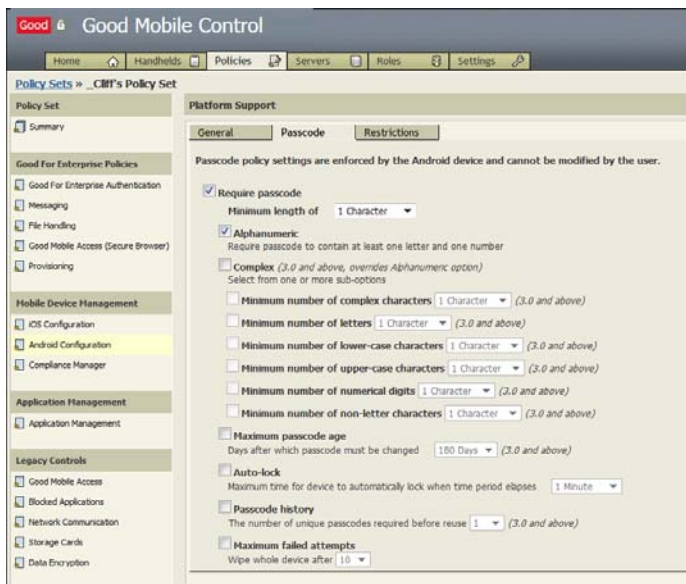 Good Good Mobile Control
Home Handhelds Policies Servers Roles Settings
Policy Sets » _Cliff's Policy Set
Policy Set
Summary
Good For Enterprise Policies
Good For Enterprise Authentication
Messaging
File Handling
Good Mobile Access (Secure Browser)
Provisioning
Mobile Device Management
iOS Configuration
Android Configuration
Compliance Manager
Application Management
Application Management
Legacy Controls
Good Mobile Access
Blocked Applications
Network Communication
Storage Cards
Data Encryption
Platform Support
General Passcode Restrictions
Passcode policy settings are enforced by the Android device and cannot be modified by the user.
Require passcode
Minimum length of 1 Character
Alphanumeric
Require passcode to contain at least one letter and one number
Complex (3.0 and above, overrides Alphanumeric option)
Select from one or more sub-options
Minimum number of complex characters 1 Character (3.0 and above)
Minimum number of letters 1 Character (3.0 and above)
Minimum number of lower-case characters 1 Character (3.0 and above)
Minimum number of upper-case characters 1 Character (3.0 and above)
Minimum number of numerical digits 1 Character (3.0 and above)
Minimum number of non-letter characters 1 Character (3.0 and above)
Maximum passcode age
Days after which passcode must be changed 180 Days (3.0 and above)
Auto-lock
Maximum time for device to automatically lock when time period elapses 1 Minute
Passcode history
The number of unique passcodes required before reuse 1 (3.0 and above)
Maximum failed attempts
Wipe whole device after 10